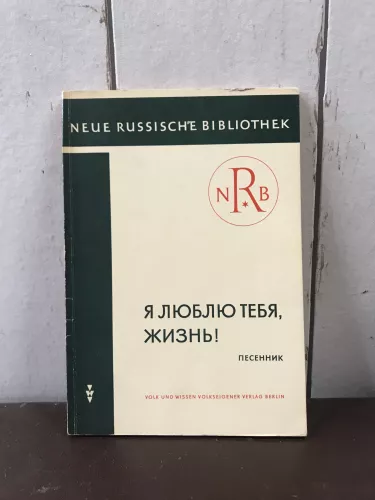 NEUE RUSSISCHE BIBLIOTHEK
NRB
Я ЛЮБЛЮ ТЕБЯ,
ЖИЗНЬ!
ПЕСЕННИК
VOLK UND WISSEN VOLKSEIGENER VERLAG BERLIN